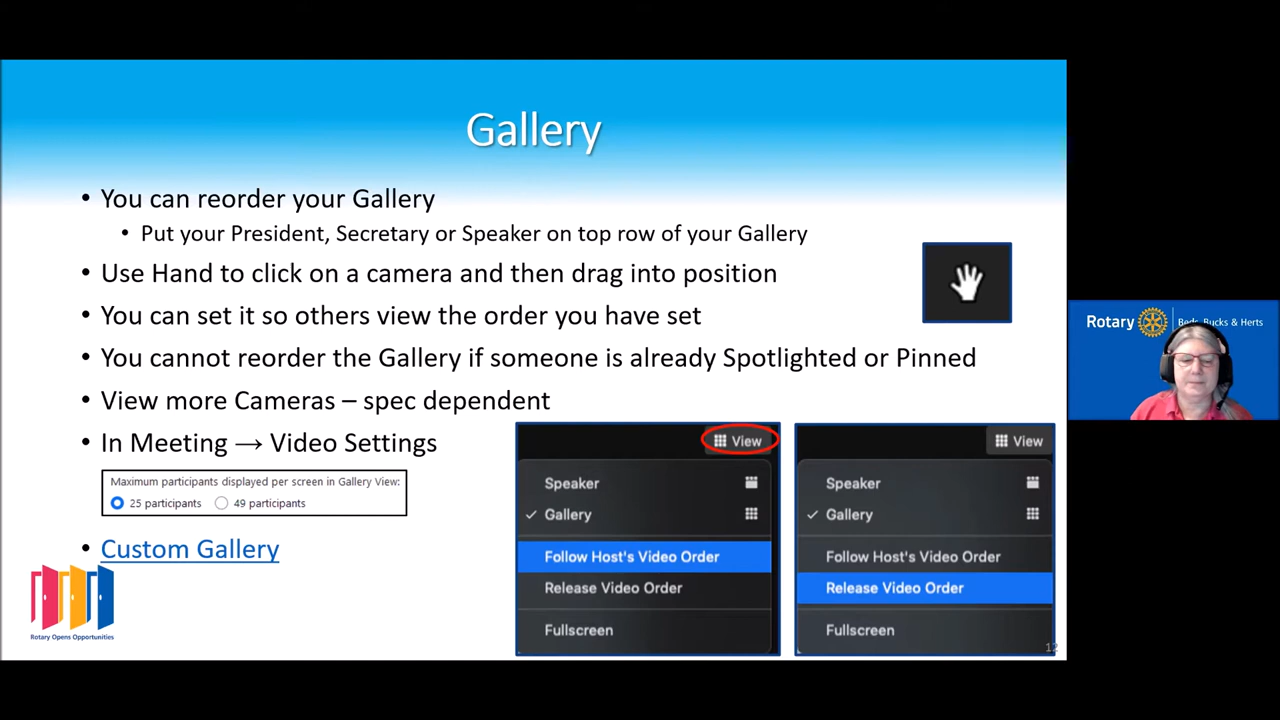 Gallery
• You can reorder your Gallery
• Put your President, Secretary or Speaker on top row of your Gallery
• Use Hand to click on a camera and then drag into position
• You can set it so others view the order you have set
• You cannot reorder the Gallery if someone is already Spotlighted or Pinned
• View more Cameras – spec dependent
• In Meeting → Video Settings
Maximum participants displayed per screen in Gallery View:
25 participants 49 participants
• Custom Gallery
Rotary Opens Opportunities
View
Speaker
✓ Gallery
Follow Host's Video Order
Release Video Order
Fullscreen
View
Speaker
✓ Gallery
Follow Host's Video Order
Release Video Order
Fullscreen
12
Rotary
Beds, Bucks & Herts